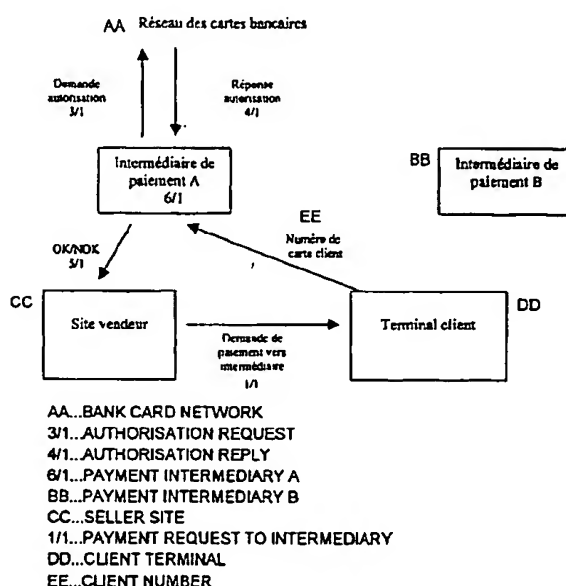 AA Réseau des cartes bancaires
Demande
autorisation
3/1
Réponse
autorisation
4/1
Intermédiaire de
paiement A
6/1
BB
Intermédiaire de
paiement B
EE
Numéro de
carte client
OK/NOK
5/1
CC
Site vendeur
Demande de
paiement vers
intermédiaire
1/1
Terminal client
DD
AA...BANK CARD NETWORK
3/1...AUTHORISATION REQUEST
4/1...AUTHORISATION REPLY
6/1...PAYMENT INTERMEDIARY A
BB...PAYMENT INTERMEDIARY B
CC...SELLER SITE
1/1...PAYMENT REQUEST TO INTERMEDIARY
DD...CLIENT TERMINAL
EE...CLIENT NUMBER